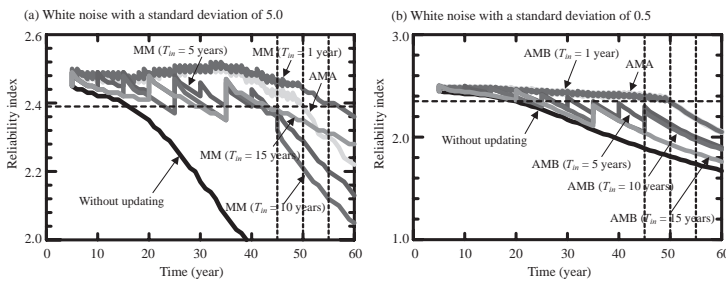 (a) White noise with a standard deviation of 5.0
2.6
2.4
2.2
2.0
Reliability index
MM (Tin = 5 years)
MM (Tin = 1 year)
AMA
MM (Tin = 15 years)
MM (Tin = 10 years)
Without updating
0 10 20 30 40 50 60
Time (year)
(b) White noise with a standard deviation of 0.5
3.0
2.0
1.0
Reliability index
AMB (Tin = 1 year)
AMA
Without updating
AMB (Tin = 5 years)
AMB (Tin = 10 years)
AMB (Tin = 15 years)
0 10 20 30 40 50 60
Time (year)